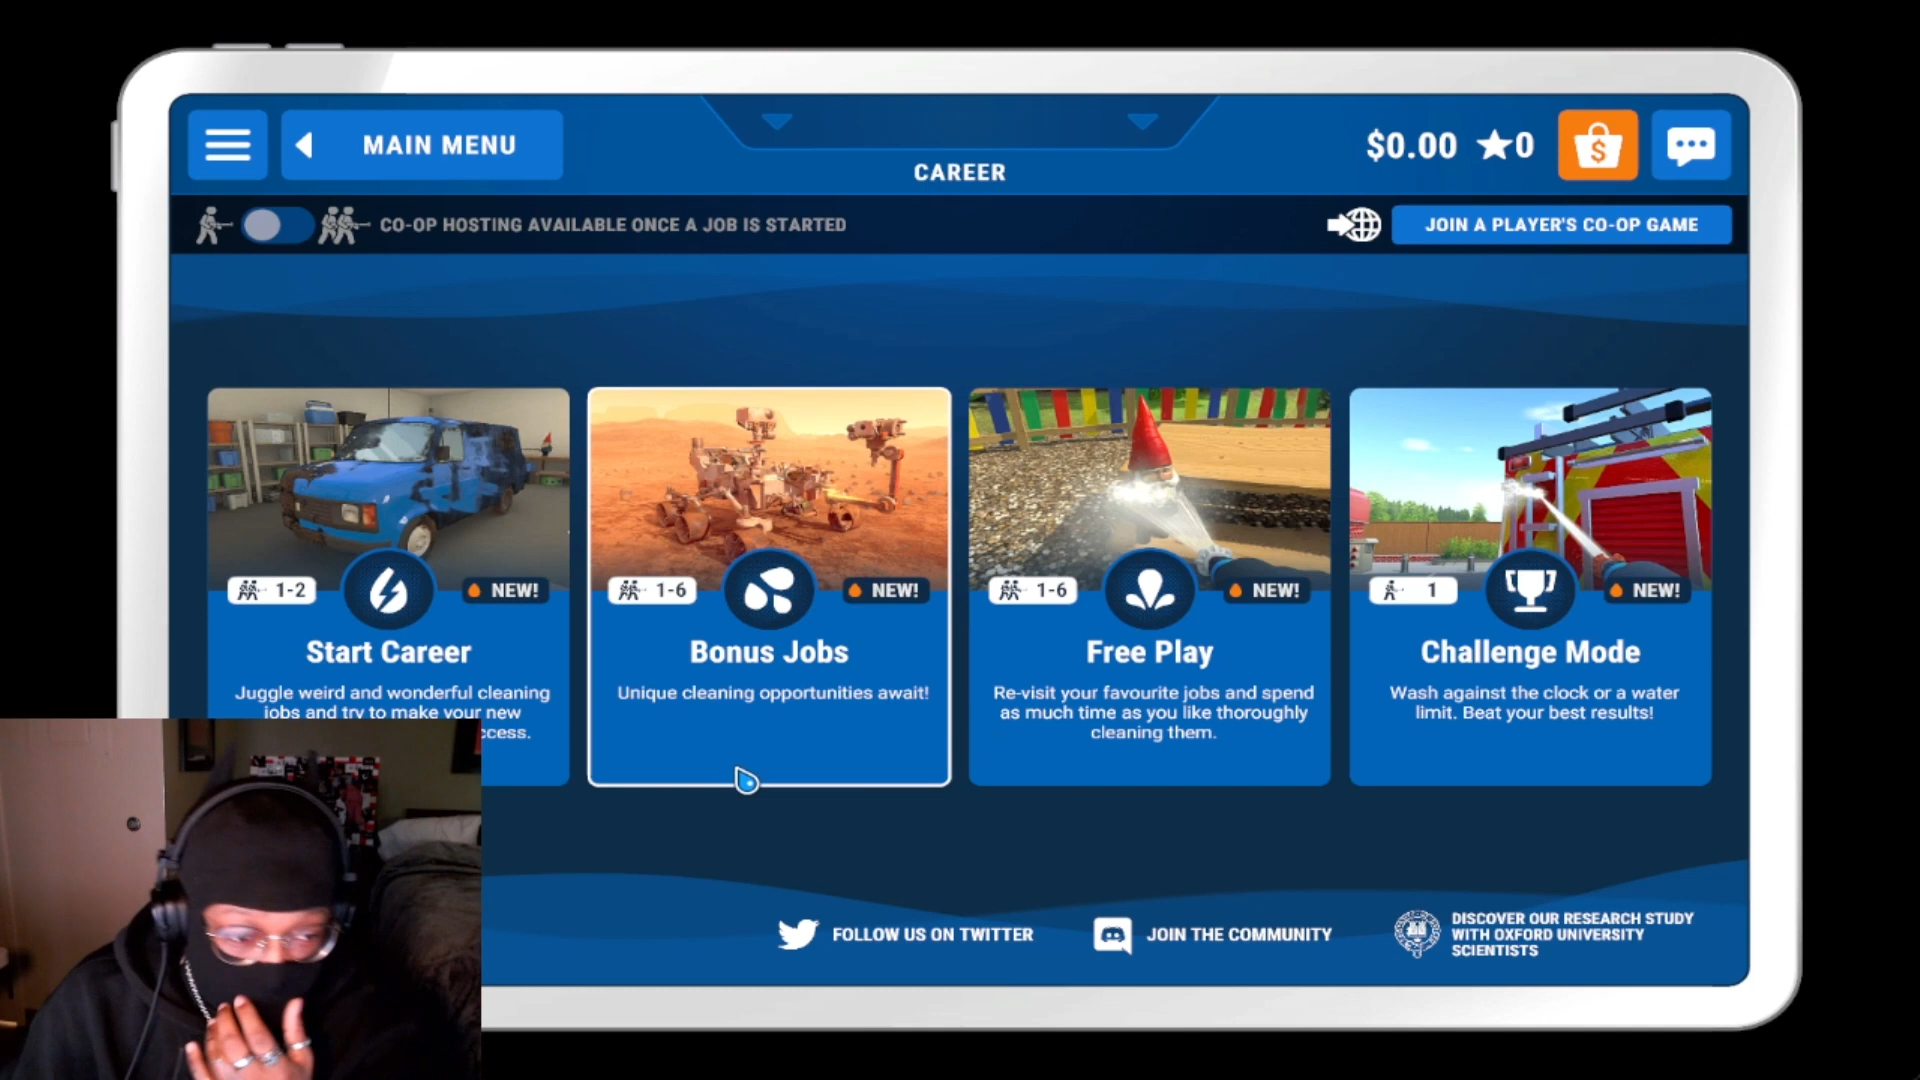 MAIN MENU
CAREER
$0.00 ★0
CO-OP HOSTING AVAILABLE ONCE A JOB IS STARTED
JOIN A PLAYER'S CO-OP GAME
1-2
NEW!
Start Career
Juggle weird and wonderful cleaning
jobs and try to make your new
ccess.
1-6
NEW!
Bonus Jobs
Unique cleaning opportunities await!
1-6
NEW!
Free Play
Re-visit your favourite jobs and spend
as much time as you like thoroughly
cleaning them.
1
NEW!
Challenge Mode
Wash against the clock or a water
limit. Beat your best results!
FOLLOW US ON TWITTER
JOIN THE COMMUNITY
DISCOVER OUR RESEARCH STUDY
WITH OXFORD UNIVERSITY
SCIENTISTS